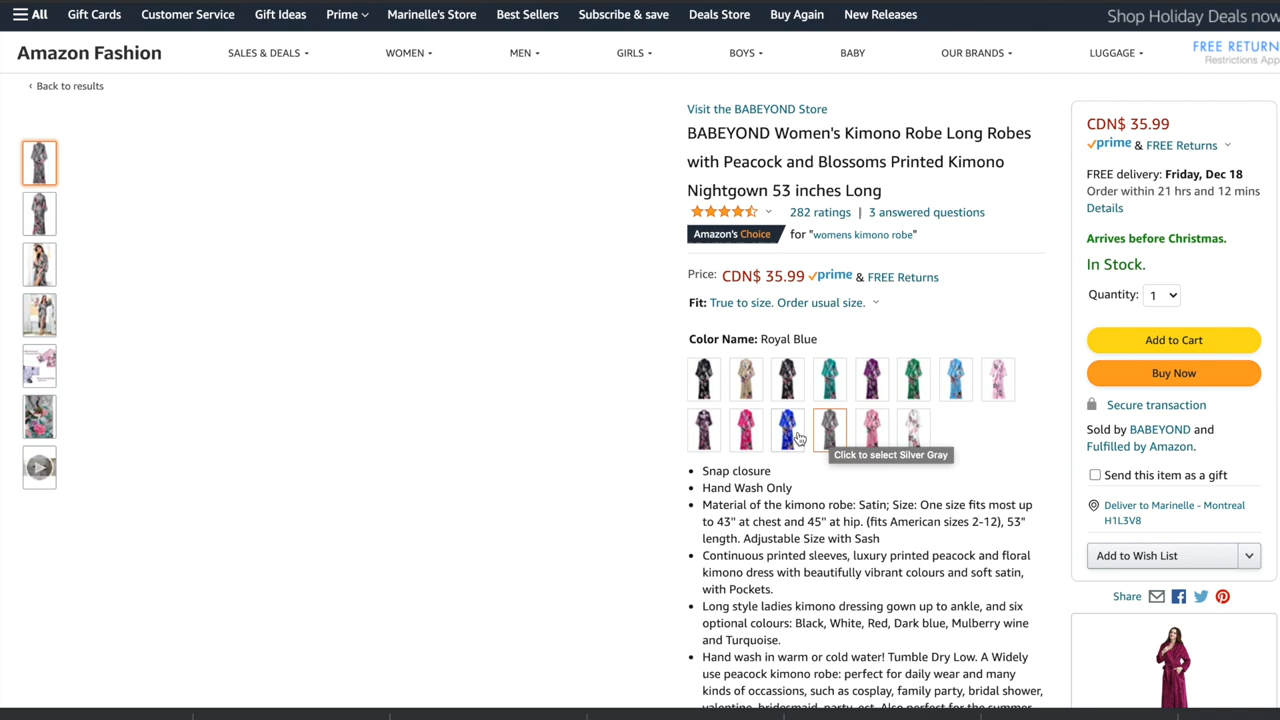 All
Gift Cards
Customer Service
Gift Ideas
Prime
Marinelle's Store
Best Sellers
Subscribe & save
Deals Store
Buy Again
New Releases
Shop Holiday Deals now
Amazon Fashion
SALES & DEALS
WOMEN
MEN
GIRLS
BOYS
BABY
OUR BRANDS
LUGGAGE
FREE RETURN
Restrictions App
‹ Back to results
Visit the BABEYOND Store
BABEYOND Women's Kimono Robe Long Robes
with Peacock and Blossoms Printed Kimono
Nightgown 53 inches Long
282 ratings | 3 answered questions
Amazon's Choice for "womens kimono robe"
Price: CDN$ 35.99 prime & FREE Returns
Fit: True to size. Order usual size.
Color Name: Royal Blue
Click to select Silver Gray
• Snap closure
• Hand Wash Only
• Material of the kimono robe: Satin; Size: One size fits most up
to 43" at chest and 45" at hip. (fits American sizes 2-12), 53"
length. Adjustable Size with Sash
• Continuous printed sleeves, luxury printed peacock and floral
kimono dress with beautifully vibrant colours and soft satin,
with Pockets.
• Long style ladies kimono dressing gown up to ankle, and six
optional colours: Black, White, Red, Dark blue, Mulberry wine
and Turquoise.
• Hand wash in warm or cold water! Tumble Dry Low. A Widely
use peacock kimono robe: perfect for daily wear and many
kinds of occassions, such as cosplay, family party, bridal shower,
valentine, bridesmaid, party, ect. Also perfect for the summer
CDN$ 35.99
prime & FREE Returns
FREE delivery: Friday, Dec 18
Order within 21 hrs and 12 mins
Details
Arrives before Christmas.
In Stock.
Quantity: 1
Add to Cart
Buy Now
Secure transaction
Sold by BABEYOND and
Fulfilled by Amazon.
Send this item as a gift
Deliver to Marinelle - Montreal
H1L3V8
Add to Wish List
Share